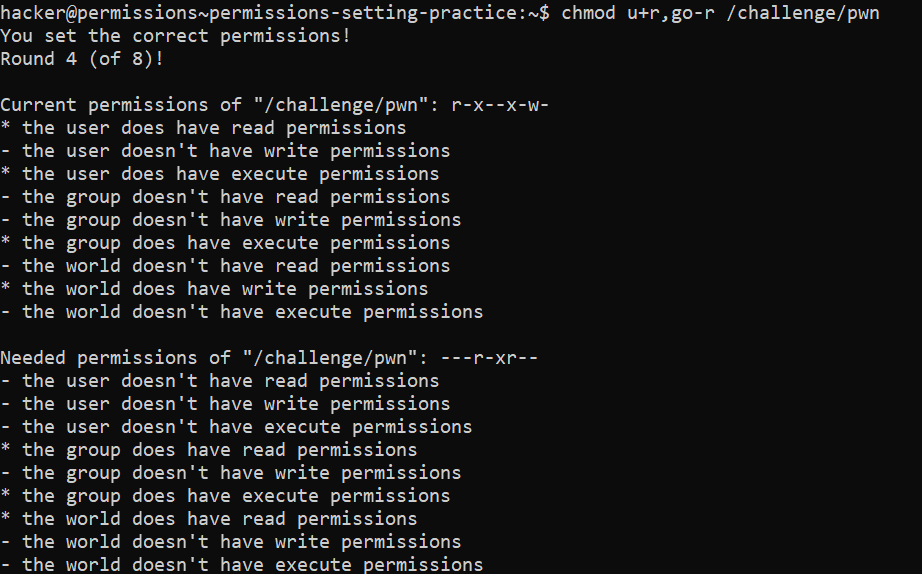 hacker@permissions~permissions-setting-practice:~$ chmod u+r,go-r /challenge/pwn
You set the correct permissions!
Round 4 (of 8)!
Current permissions of "/challenge/pwn": r-x--x-w-
* the user does have read permissions
- the user doesn't have write permissions
* the user does have execute permissions
- the group doesn't have read permissions
- the group doesn't have write permissions
* the group does have execute permissions
- the world doesn't have read permissions
* the world does have write permissions
- the world doesn't have execute permissions
Needed permissions of "/challenge/pwn": ---r-xr--
- the user doesn't have read permissions
- the user doesn't have write permissions
- the user doesn't have execute permissions
* the group does have read permissions
- the group doesn't have write permissions
* the group does have execute permissions
* the world does have read permissions
- the world doesn't have write permissions
- the world doesn't have execute permissions